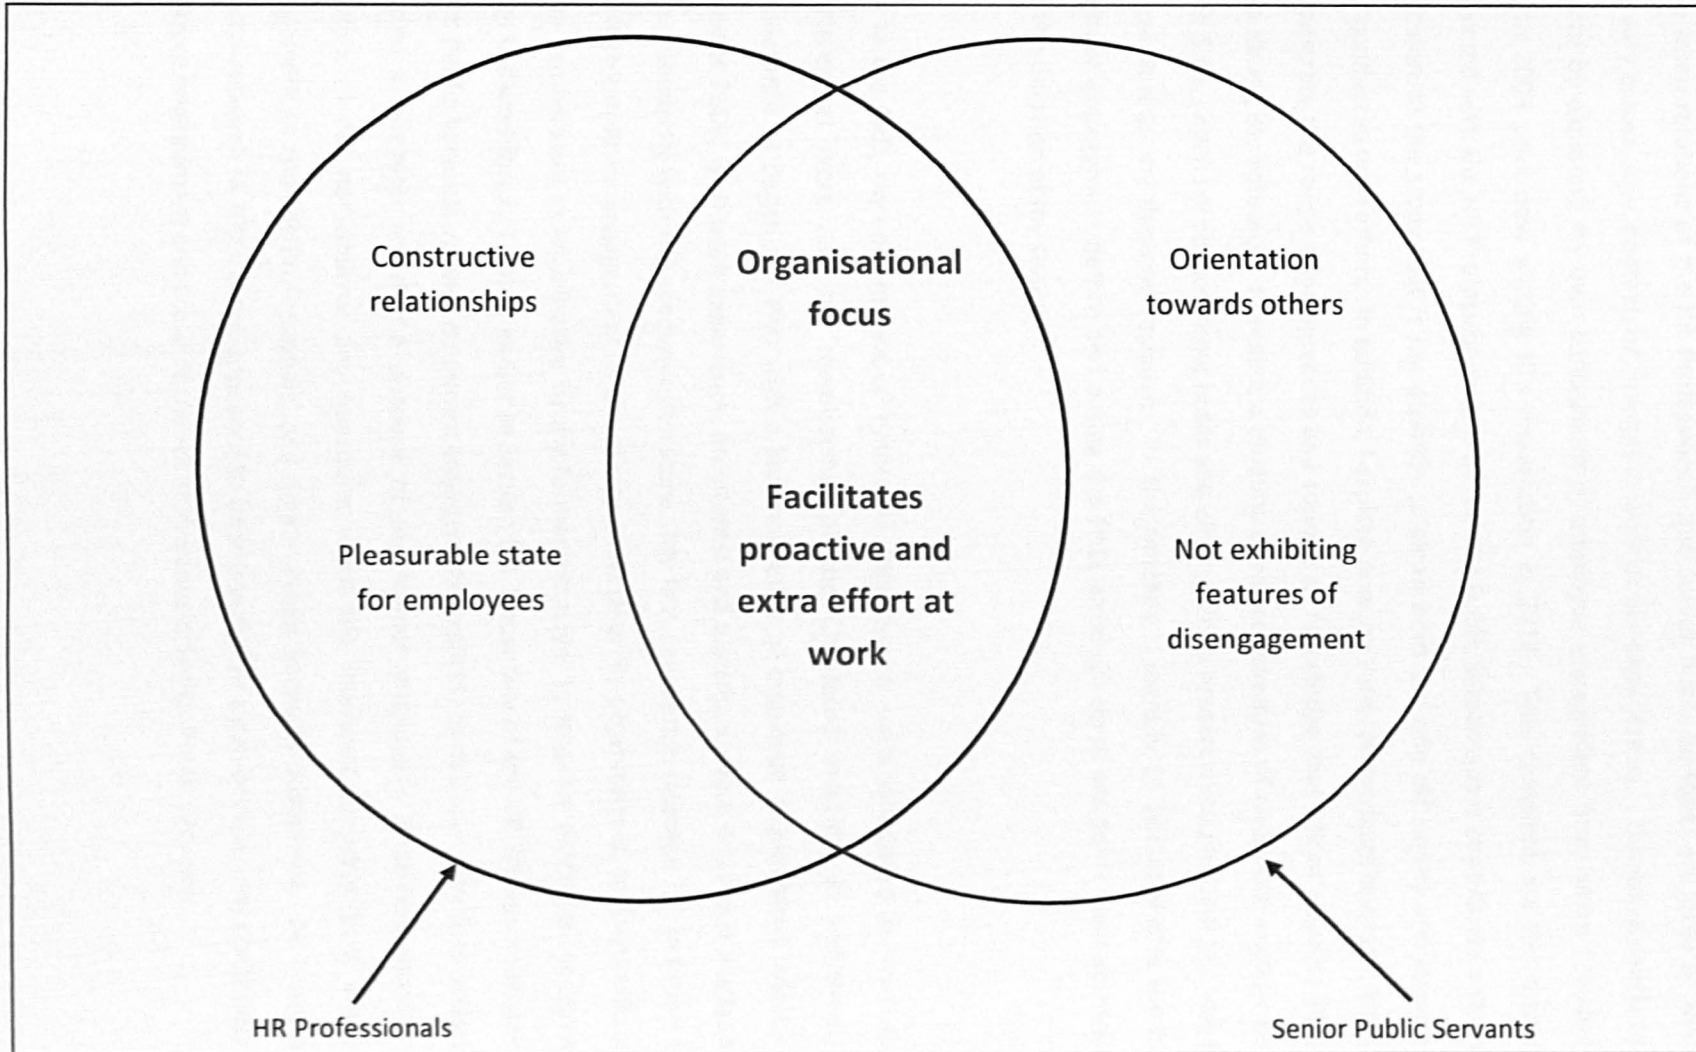 Constructive
relationships
Organisational
focus
Orientation
towards others
Pleasurable state
for employees
Facilitates
proactive and
extra effort at
work
Not exhibiting
features of
disengagement
HR Professionals
Senior Public Servants